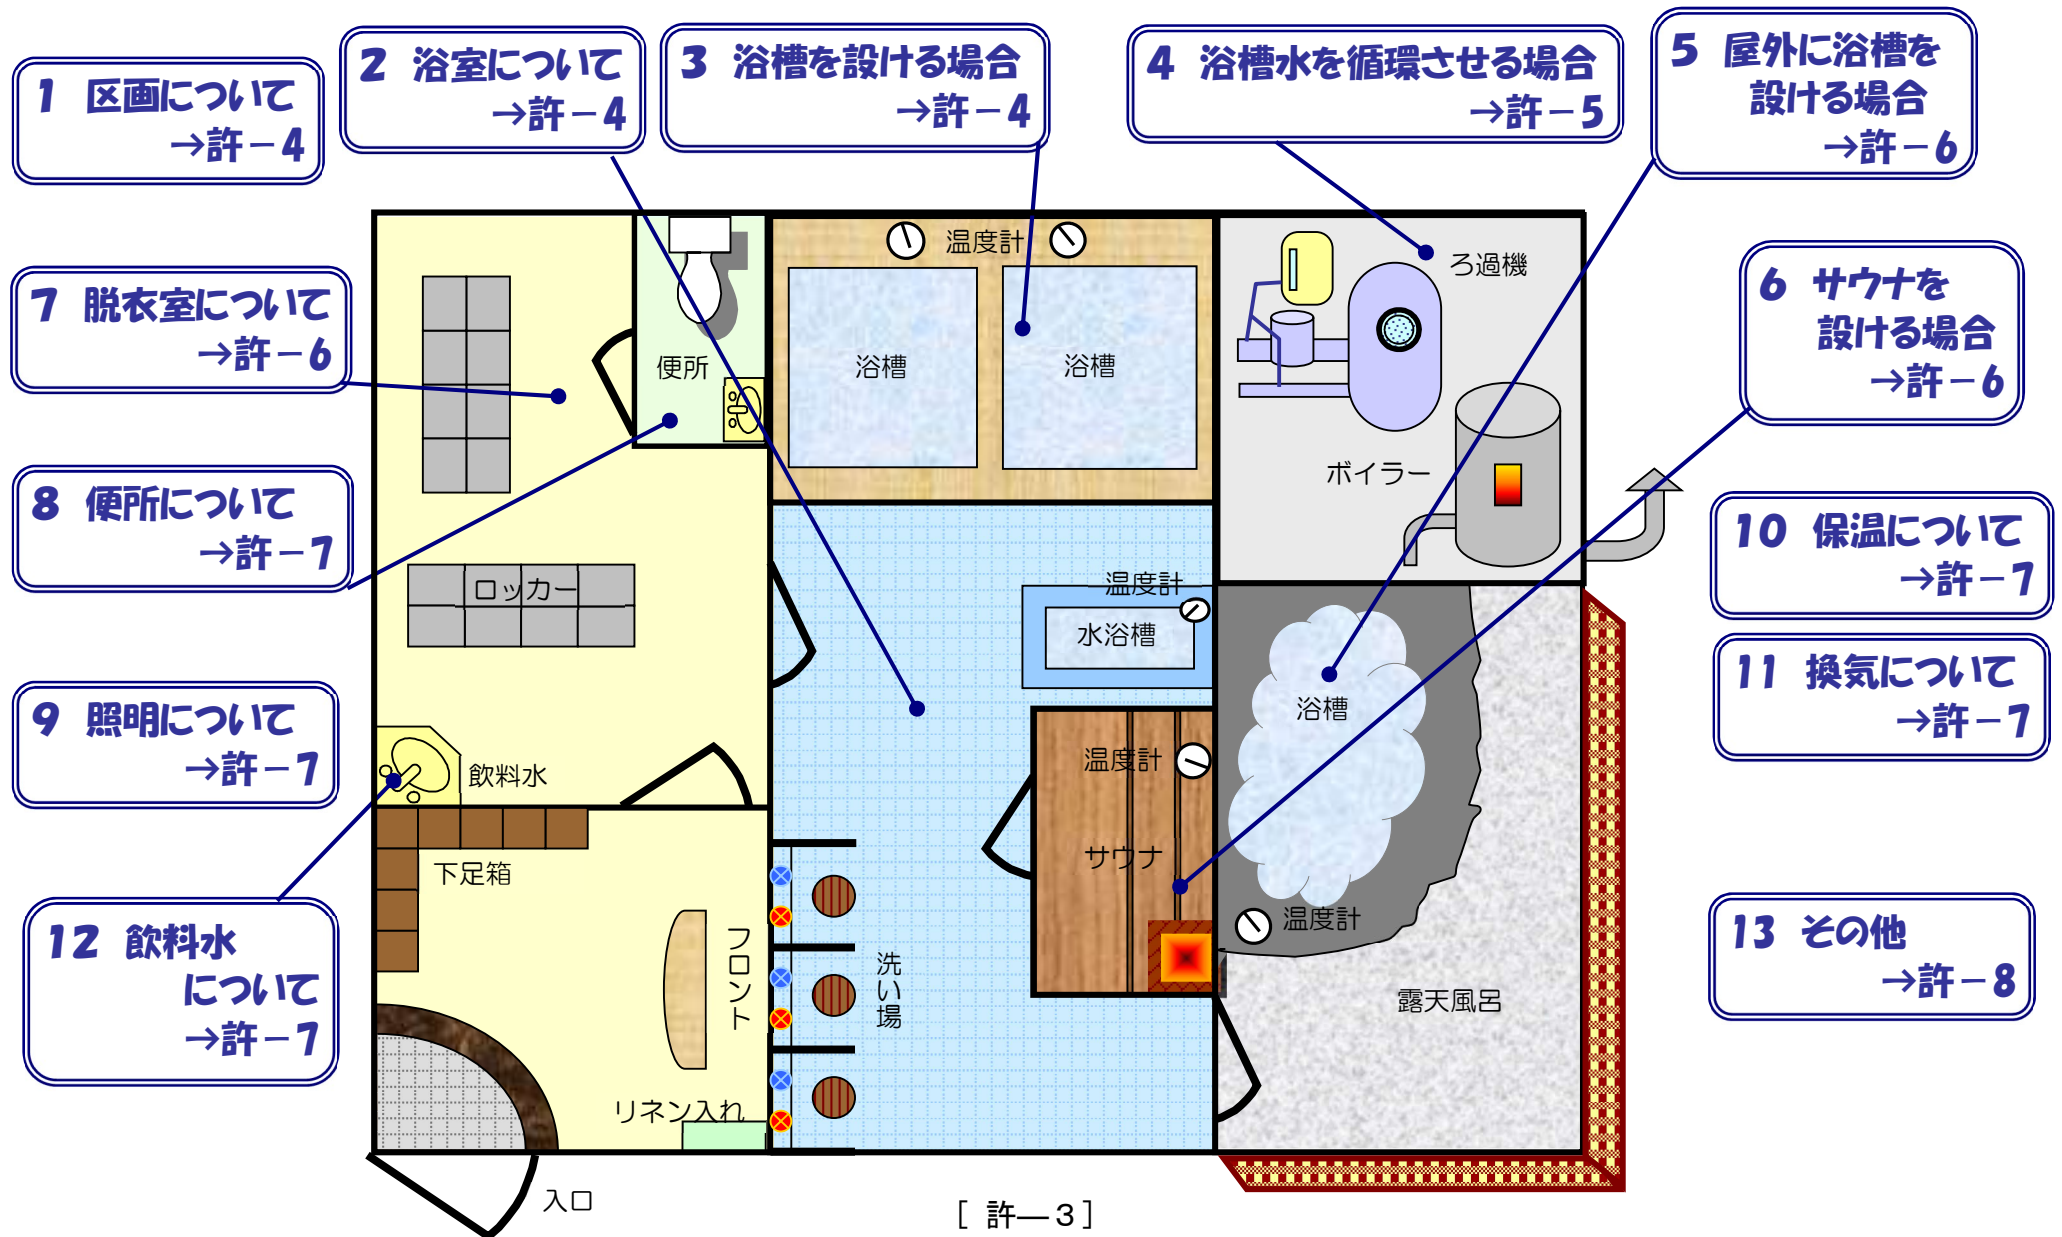 1 区画について
→許－4
2 浴室について
→許－4
3 浴槽を設ける場合
→許－4
4 浴槽水を循環させる場合
→許－5
5 屋外に浴槽を
設ける場合
→許－6
6 サウナを
設ける場合
→許－6
7 脱衣室について
→許－6
8 便所について
→許－7
9 照明について
→許－7
10 保温について
→許－7
11 換気について
→許－7
12 飲料水
について
→許－7
13 その他
→許－8
温度計
ろ過機
便所
浴槽
浴槽
ボイラー
ロッカー
温度計
水浴槽
浴槽
温度計
飲料水
サウナ
下足箱
温度計
フロント
洗い場
露天風呂
リネン入れ
入口
［ 許―３］